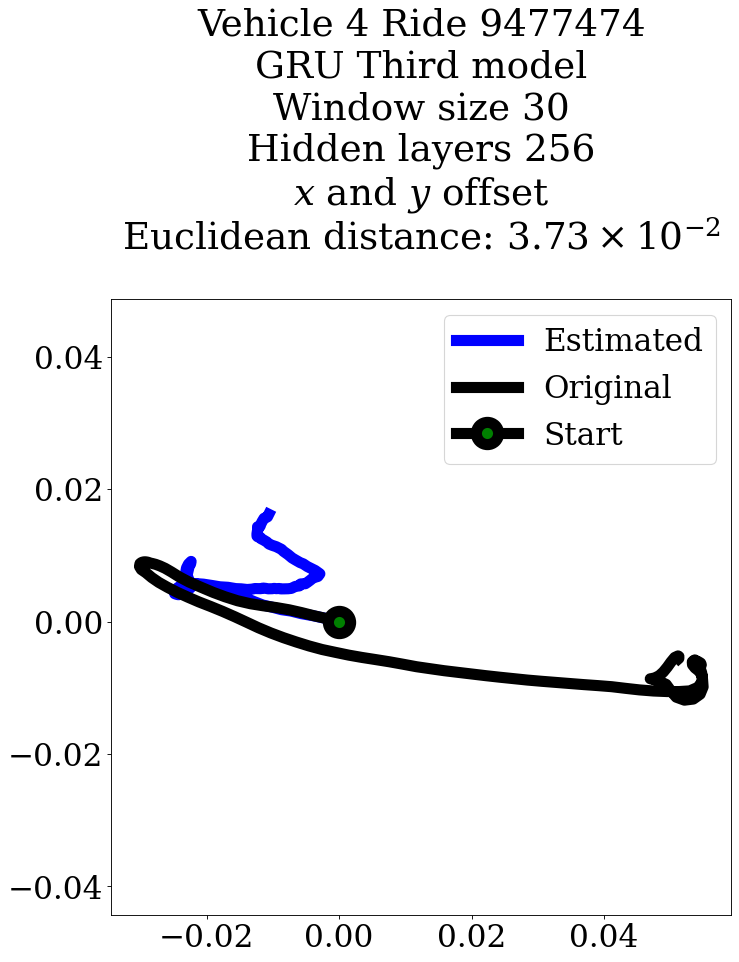 Vehicle 4 Ride 9477474
GRU Third model
Window size 30
Hidden layers 256
x and y offset
Euclidean distance: 3.73 × 10⁻²
Estimated
Original
Start
0.04
0.02
0.00
−0.02
−0.04
−0.02 0.00 0.02 0.04